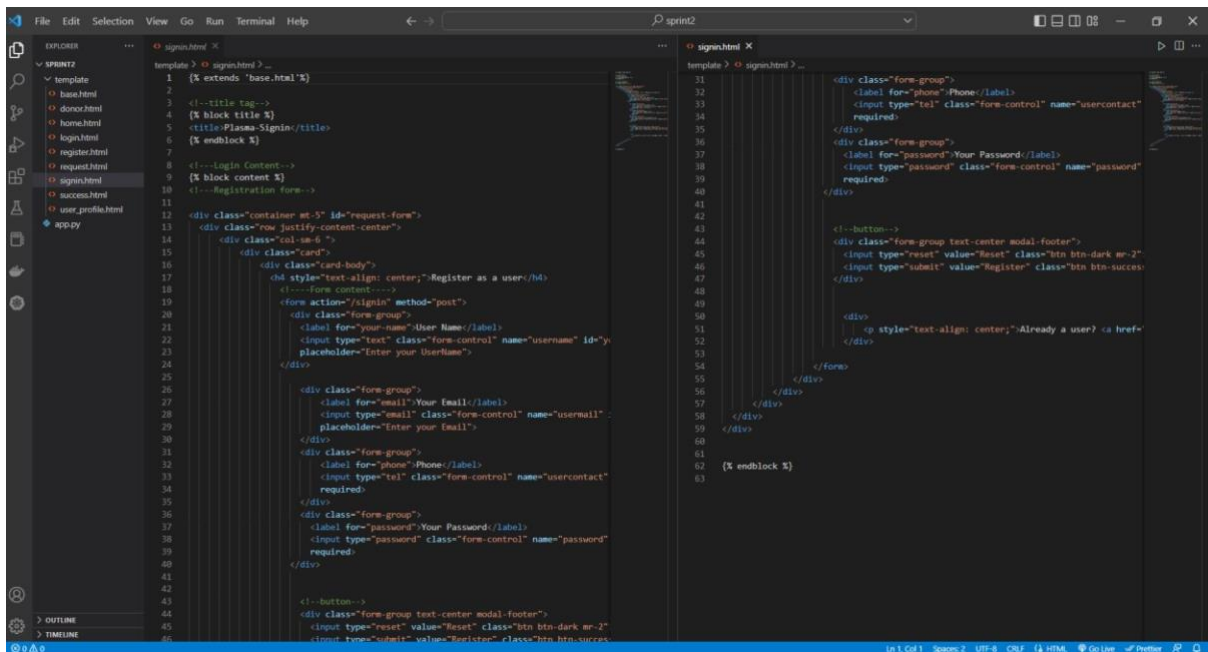 File Edit Selection View Go Run Terminal Help
sprint2
EXPLORER
SPRINT2
template
base.html
donor.html
home.html
login.html
register.html
request.html
signin.html
success.html
user_profile.html
app.py
OUTLINE
TIMELINE
signin.html
template > signin.html > ...
1 {% extends 'base.html'%}
2
3 <!--title tag-->
4 {% block title %}
5 <title>Plasma-Signin</title>
6 {% endblock %}
7
8 <!---Login Content-->
9 {% block content %}
10 <!---Registration form-->
11
12 <div class="container mt-5" id="request-form">
13 <div class="row justify-content-center">
14 <div class="col-sm-6 ">
15 <div class="card">
16 <div class="card-body">
17 <h4 style="text-align: center;">Register as a user</h4>
18 <!----Form content---->
19 <form action="/signin" method="post">
20 <div class="form-group">
21 <label for="your-name">User Name</label>
22 <input type="text" class="form-control" name="username" id="y
23 placeholder="Enter your UserName">
24 </div>
25
26 <div class="form-group">
27 <label for="email">Your Email</label>
28 <input type="email" class="form-control" name="usermail"
29 placeholder="Enter your Email">
30 </div>
31 <div class="form-group">
32 <label for="phone">Phone</label>
33 <input type="tel" class="form-control" name="usercontact"
34 required>
35 </div>
36 <div class="form-group">
37 <label for="password">Your Password</label>
38 <input type="password" class="form-control" name="password"
39 required>
40 </div>
41
42
43 <!--button-->
44 <div class="form-group text-center modal-footer">
45 <input type="reset" value="Reset" class="btn btn-dark mr-2"
46 <input type="submit" value="Register" class="btn btn-succes
signin.html
template > signin.html > ...
31 <div class="form-group">
32 <label for="phone">Phone</label>
33 <input type="tel" class="form-control" name="usercontact"
34 required>
35 </div>
36 <div class="form-group">
37 <label for="password">Your Password</label>
38 <input type="password" class="form-control" name="password"
39 required>
40 </div>
41
42
43 <!--button-->
44 <div class="form-group text-center modal-footer">
45 <input type="reset" value="Reset" class="btn btn-dark mr-2"
46 <input type="submit" value="Register" class="btn btn-succes
47 </div>
48
49
50 <div>
51 <p style="text-align: center;">Already a user? <a href="
52 </div>
53
54 </form>
55 </div>
56 </div>
57 </div>
58 </div>
59 </div>
60
61
62 {% endblock %}
63
0 0
Ln 1, Col 1 Spaces: 2 UTF-8 CRLF HTML Go Live Prettier